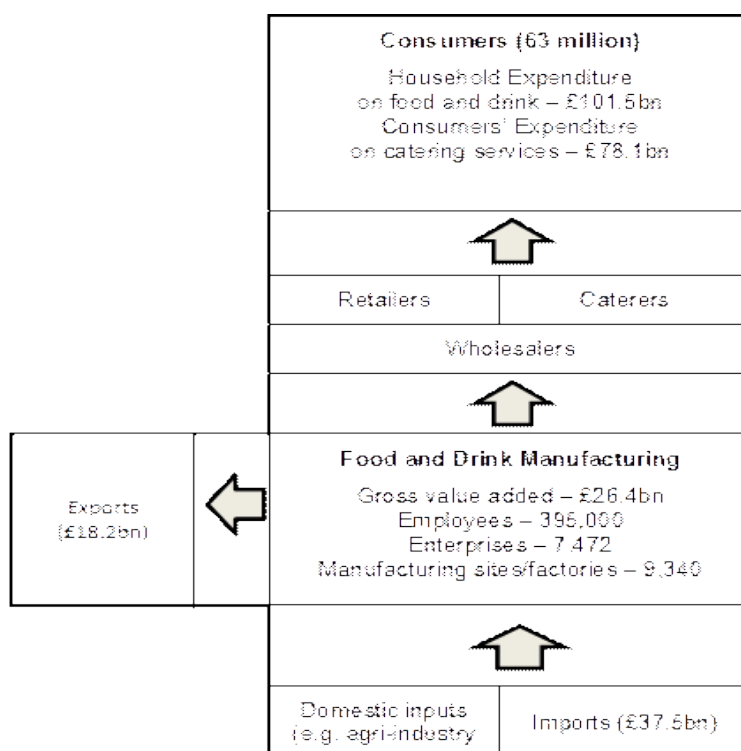 Consumers (63 million)
Household Expenditure
on food and drink – £101.5bn
Consumers' Expenditure
on catering services – £78.1bn
Retailers
Caterers
Wholesalers
Food and Drink Manufacturing
Gross value added – £26.4bn
Employees – 395,000
Enterprises – 7,472
Manufacturing sites/factories – 9,340
Exports
(£18.2bn)
Domestic inputs
(e.g. agri-industry
Imports (£37.5bn)